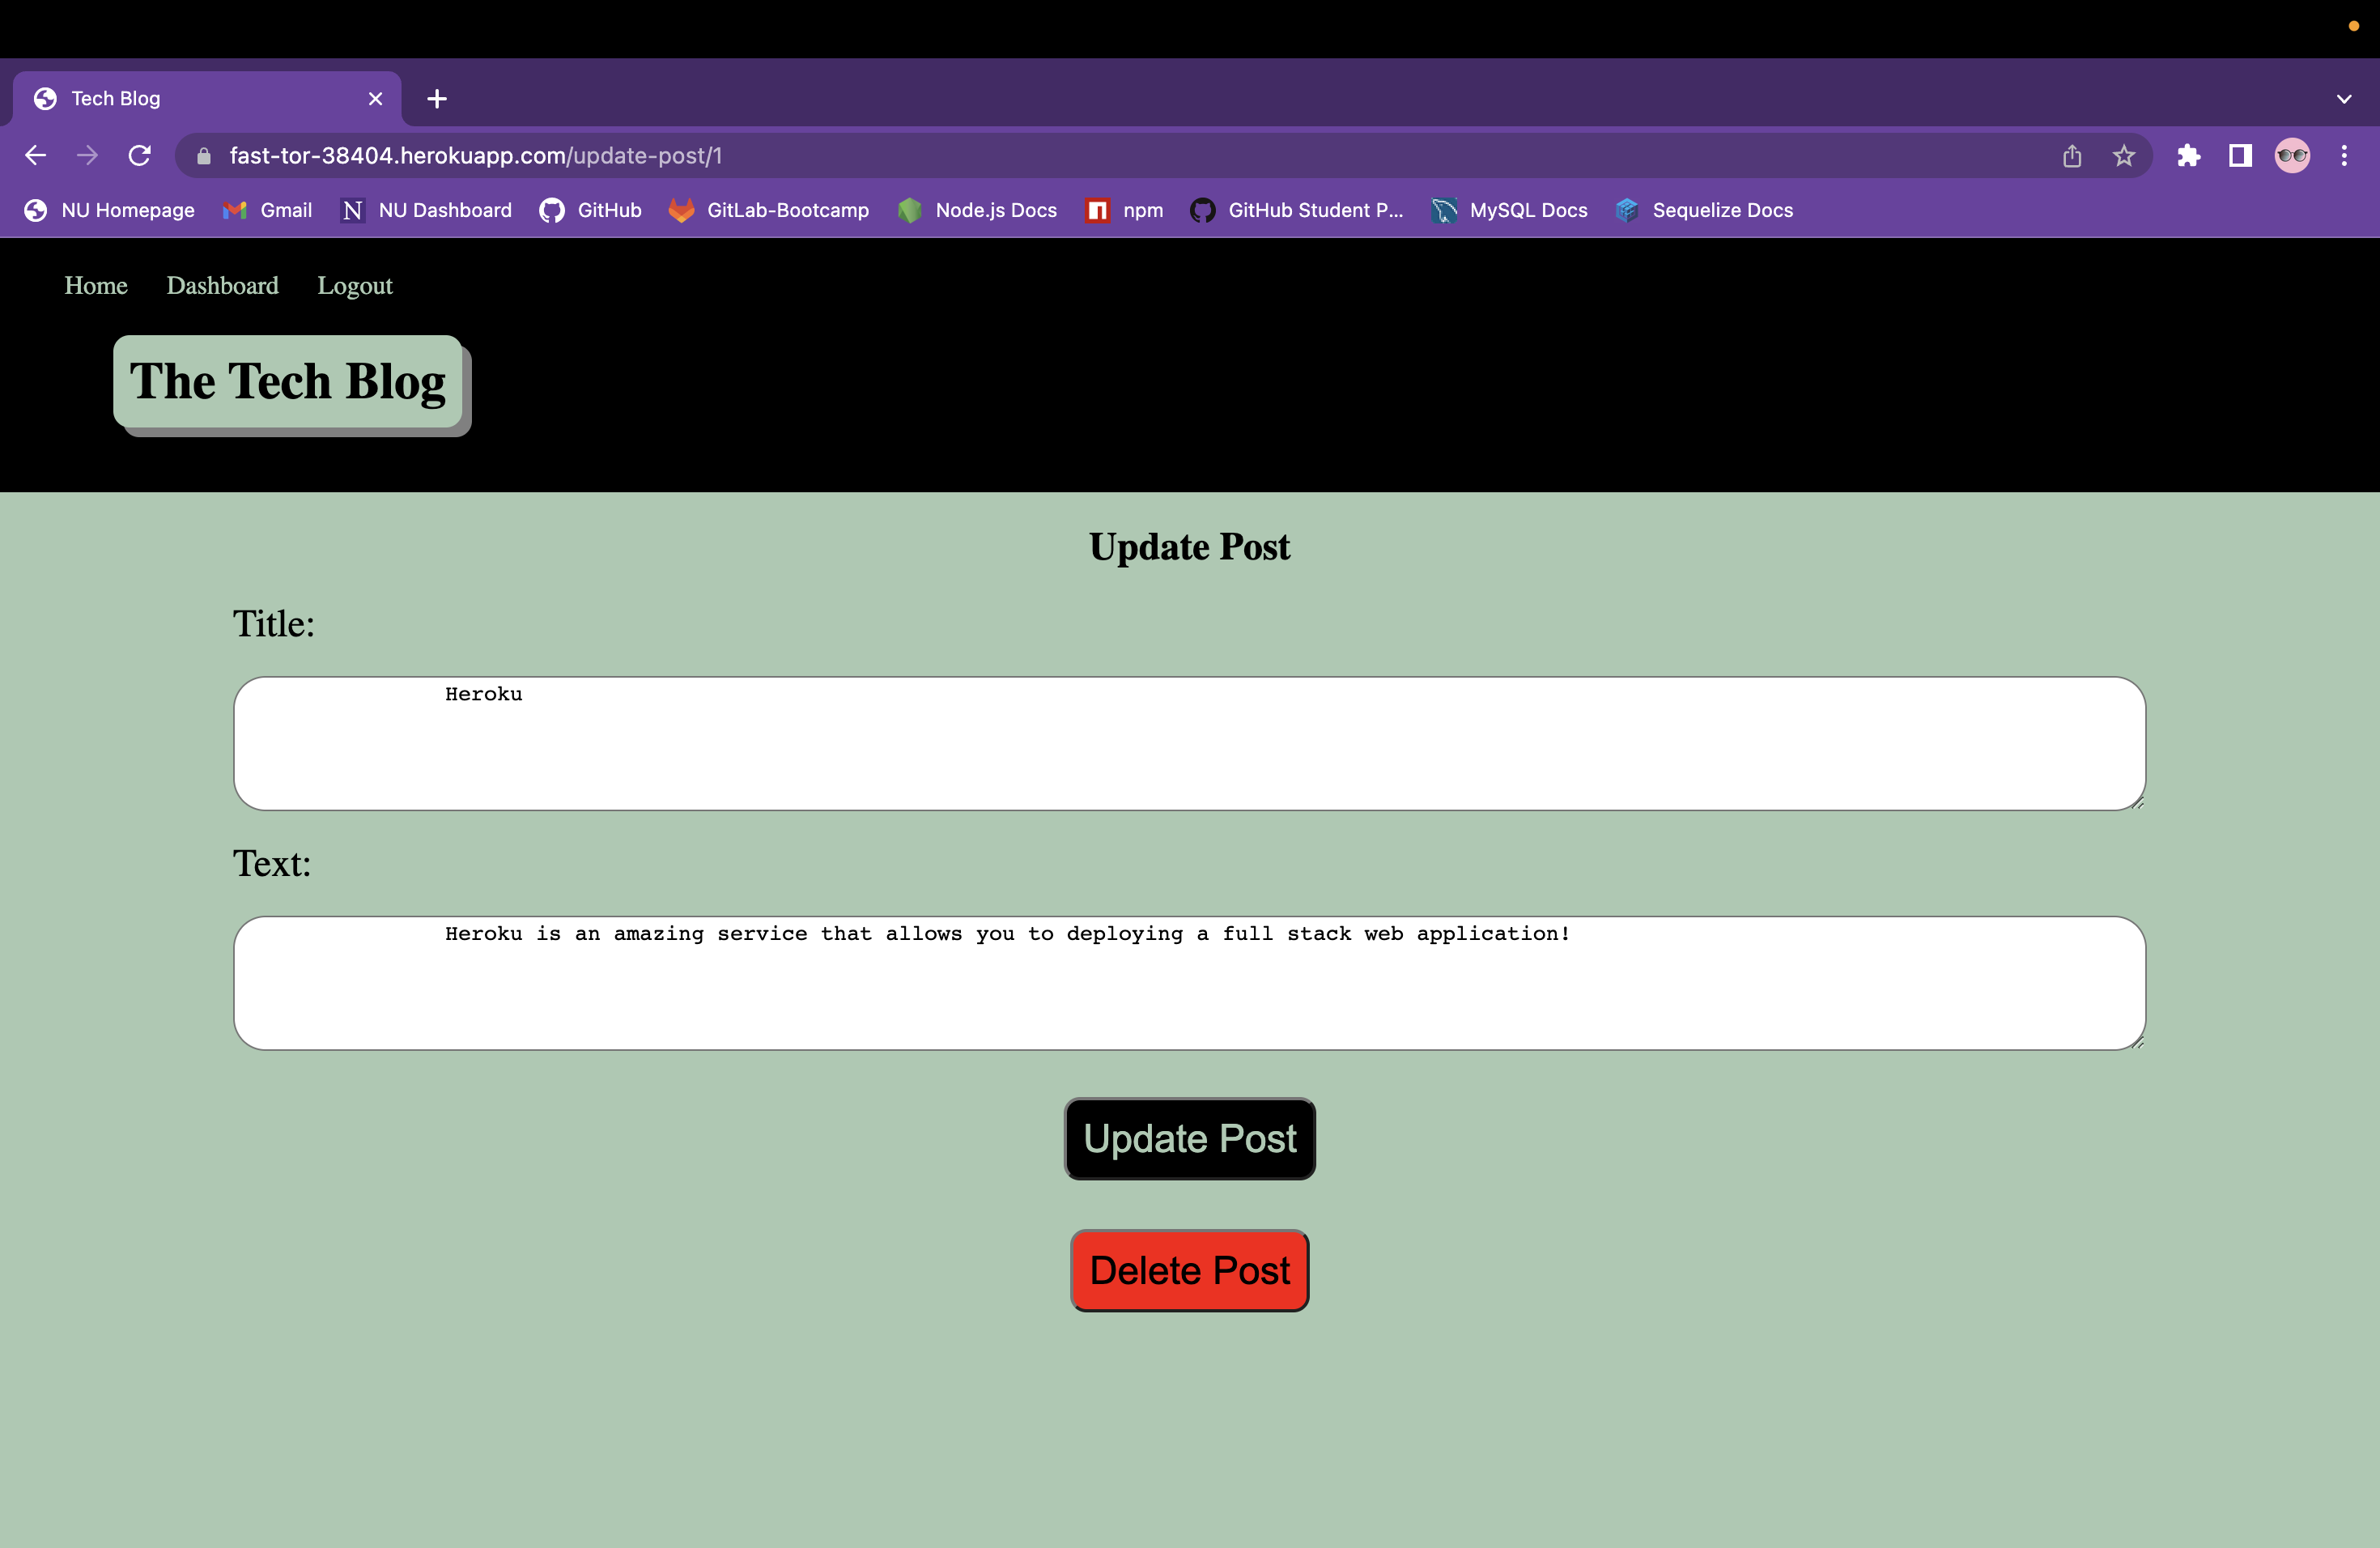 Tech Blog
fast-tor-38404.herokuapp.com/update-post/1
NU Homepage Gmail N NU Dashboard GitHub GitLab-Bootcamp Node.js Docs npm GitHub Student P... MySQL Docs Sequelize Docs
Home Dashboard Logout
The Tech Blog
Update Post
Title:
Heroku
Text:
Heroku is an amazing service that allows you to deploying a full stack web application!
Update Post
Delete Post